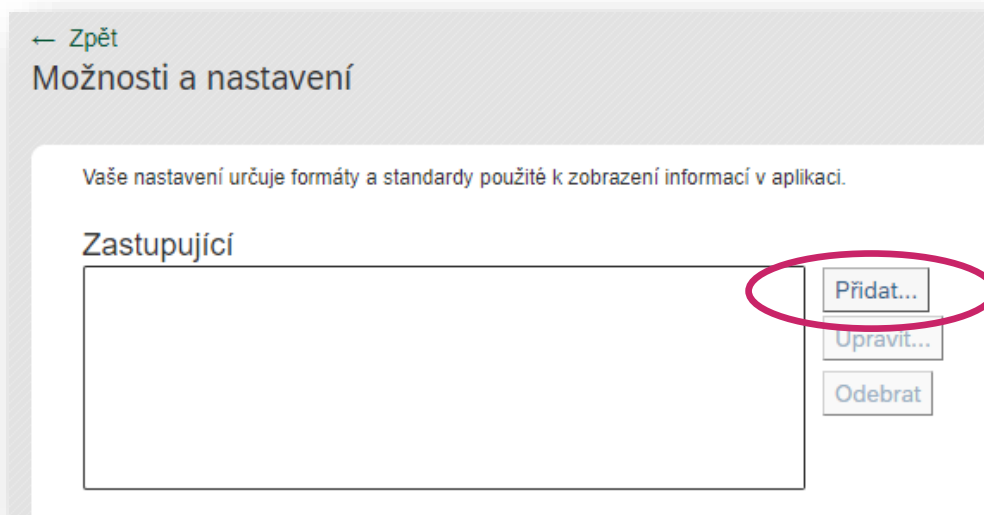 ← Zpět
Možnosti a nastavení
Vaše nastavení určuje formáty a standardy použité k zobrazení informací v aplikaci.
Zastupující
Přidat...
Upravit...
Odebrat